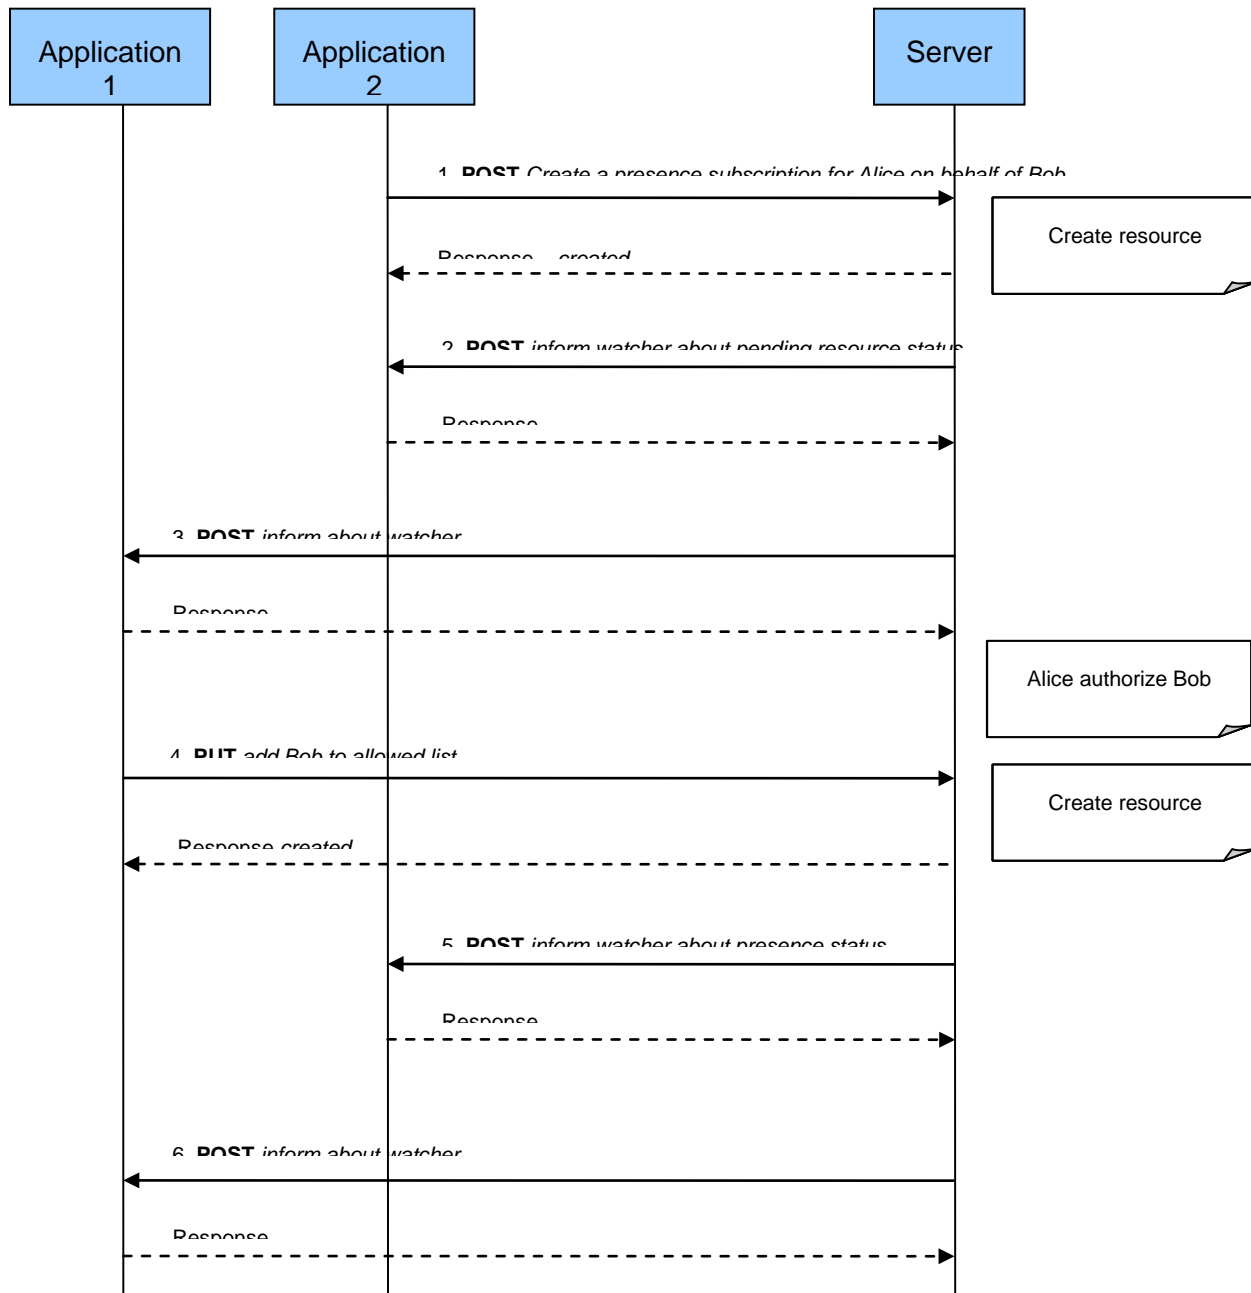 Application
1
Application
2
Server
1. POST Create a presence subscription for Alice on behalf of Bob
Create resource
Response – created
2. POST inform watcher about pending resource status
Response
3. POST inform about watcher
Response
Alice authorize Bob
4. PUT add Bob to allowed list
Create resource
Response created
5. POST inform watcher about presence status
Response
6. POST inform about watcher
Response